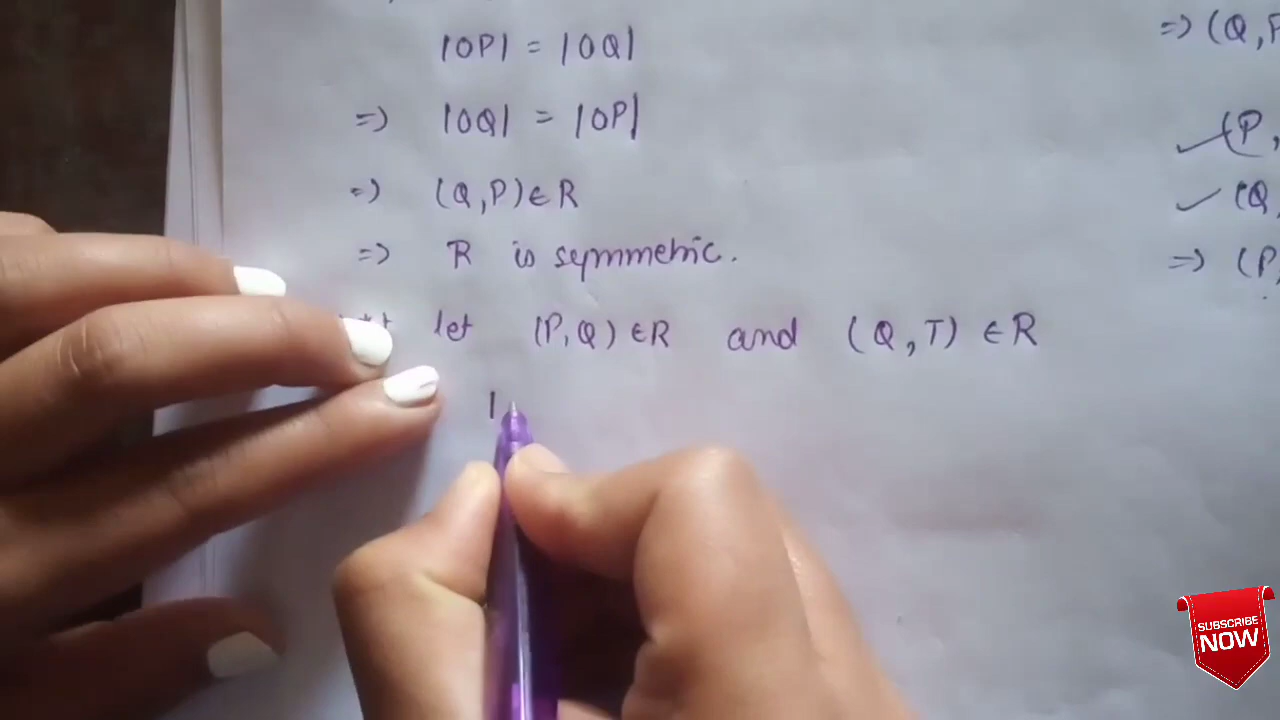 |OP| = |OQ|
=> |OQ| = |OP|
=> (Q,P)∈R
=> R is symmetric.
let (P,Q)∈R and (Q,T)∈R
|
=> (Q,P
(P,
(Q,
=> (P,
SUBSCRIBE
NOW